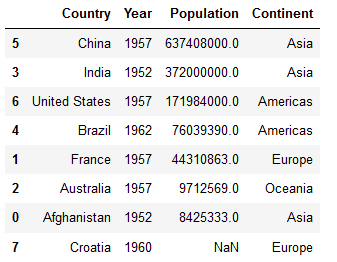 Country Year Population Continent
5 China 1957 637408000.0 Asia
3 India 1952 372000000.0 Asia
6 United States 1957 171984000.0 Americas
4 Brazil 1962 76039390.0 Americas
1 France 1957 44310863.0 Europe
2 Australia 1957 9712569.0 Oceania
0 Afghanistan 1952 8425333.0 Asia
7 Croatia 1960 NaN Europe